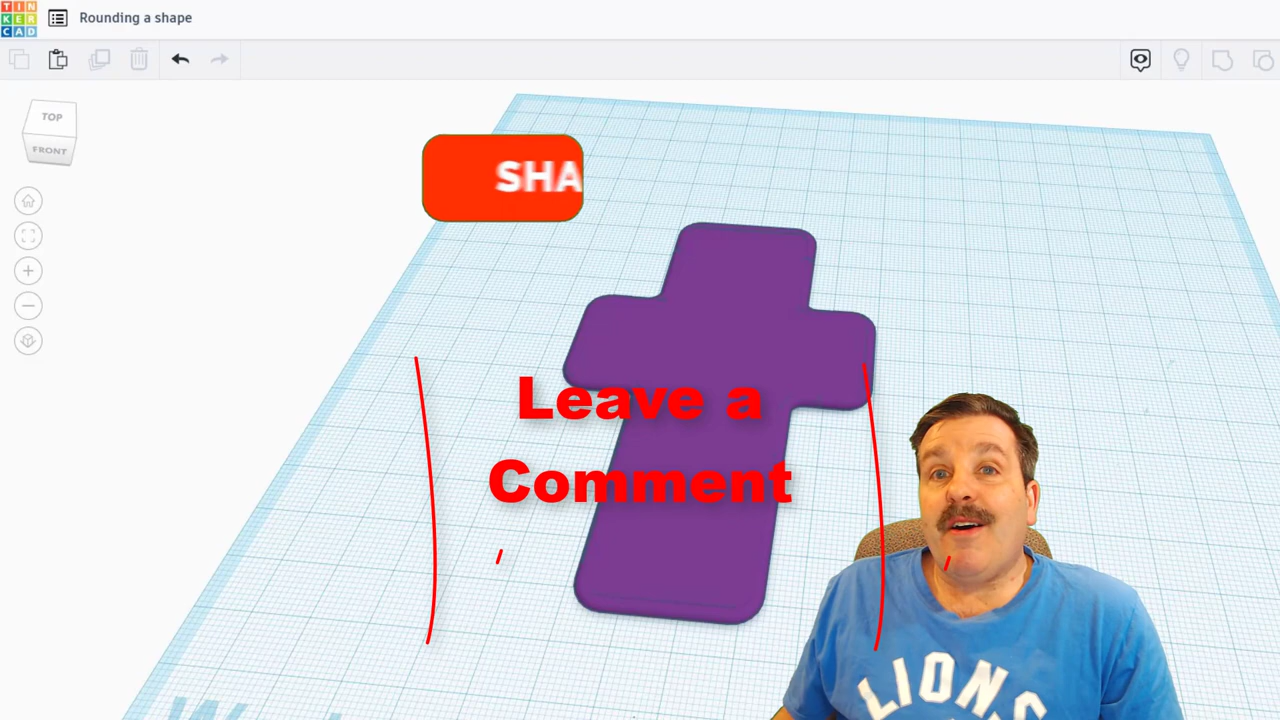 TIN
KER
CAD
Rounding a shape
TOP
FRONT
SHA
Leave a
Comment
LIONS